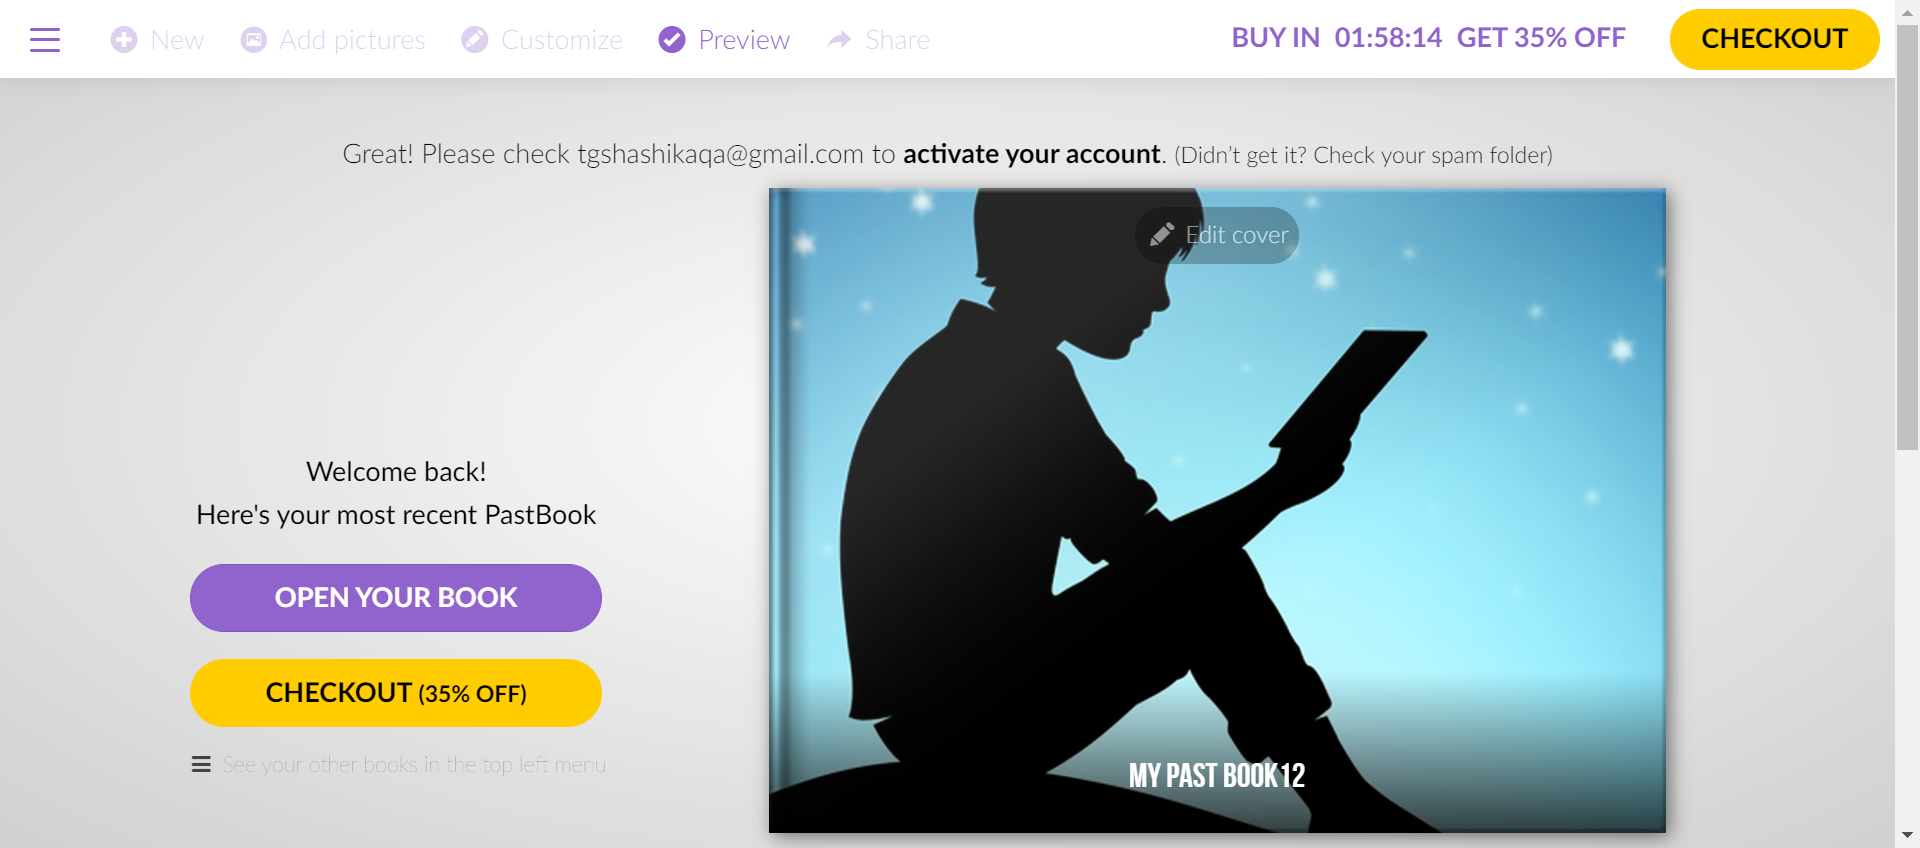 New Add pictures Customize Preview Share BUY IN 01:58:14 GET 35% OFF CHECKOUT
Great! Please check tgshashikaqa@gmail.com to activate your account. (Didn't get it? Check your spam folder)
Edit cover
Welcome back!
Here's your most recent PastBook
OPEN YOUR BOOK
CHECKOUT (35% OFF)
See your other books in the top left menu
MY PAST BOOK12